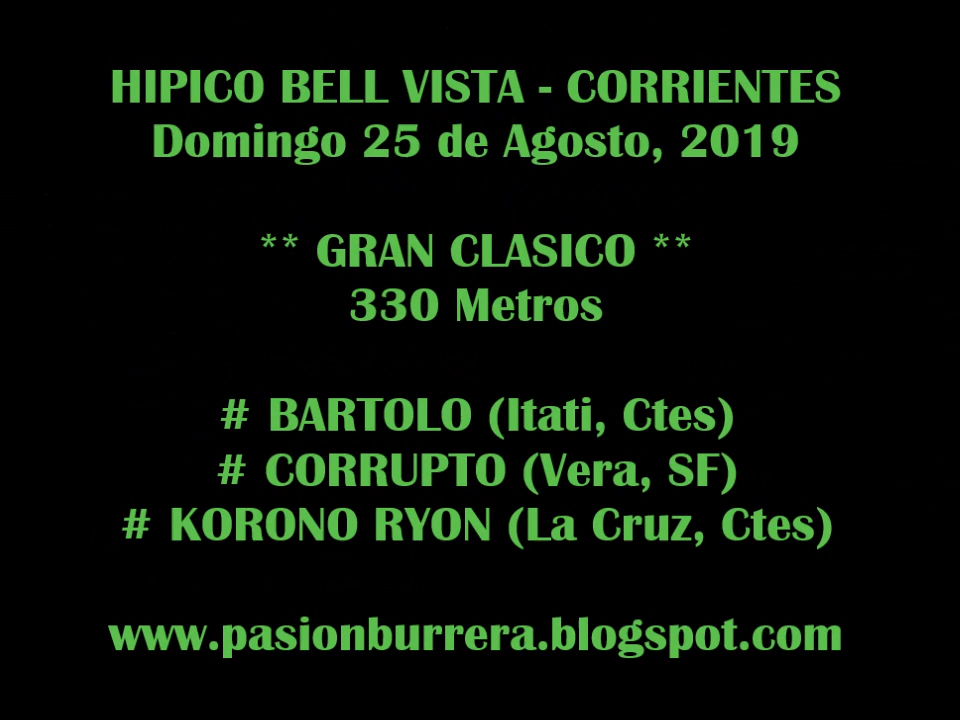 HIPICO BELL VISTA - CORRIENTES
Domingo 25 de Agosto, 2019
** GRAN CLASICO **
330 Metros
# BARTOLO (Itati, Ctes)
# CORRUPTO (Vera, SF)
# KORONO RYON (La Cruz, Ctes)
www.pasionburrera.blogspot.com